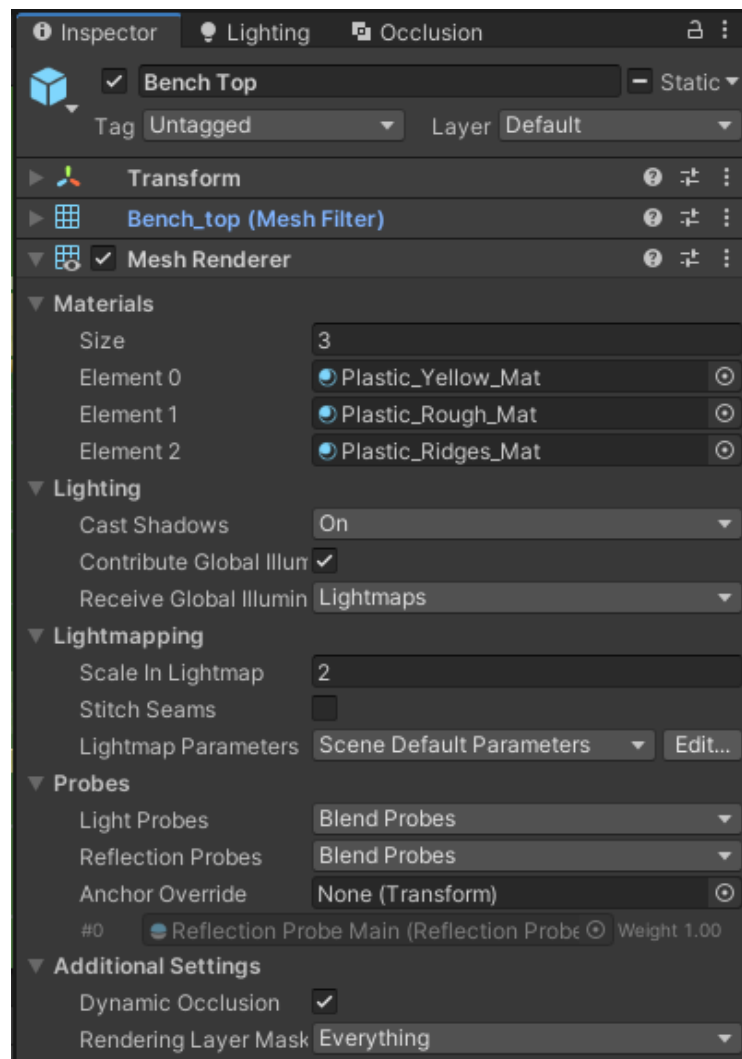 Inspector Lighting Occlusion
Bench Top Static
Tag Untagged Layer Default
Transform
Bench_top (Mesh Filter)
Mesh Renderer
Materials
Size 3
Element 0 Plastic_Yellow_Mat
Element 1 Plastic_Rough_Mat
Element 2 Plastic_Ridges_Mat
Lighting
Cast Shadows On
Contribute Global Illum
Receive Global Illumin Lightmaps
Lightmapping
Scale In Lightmap 2
Stitch Seams
Lightmap Parameters Scene Default Parameters Edit...
Probes
Light Probes Blend Probes
Reflection Probes Blend Probes
Anchor Override None (Transform)
#0 Reflection Probe Main (Reflection Probe Weight 1.00
Additional Settings
Dynamic Occlusion
Rendering Layer Mask Everything